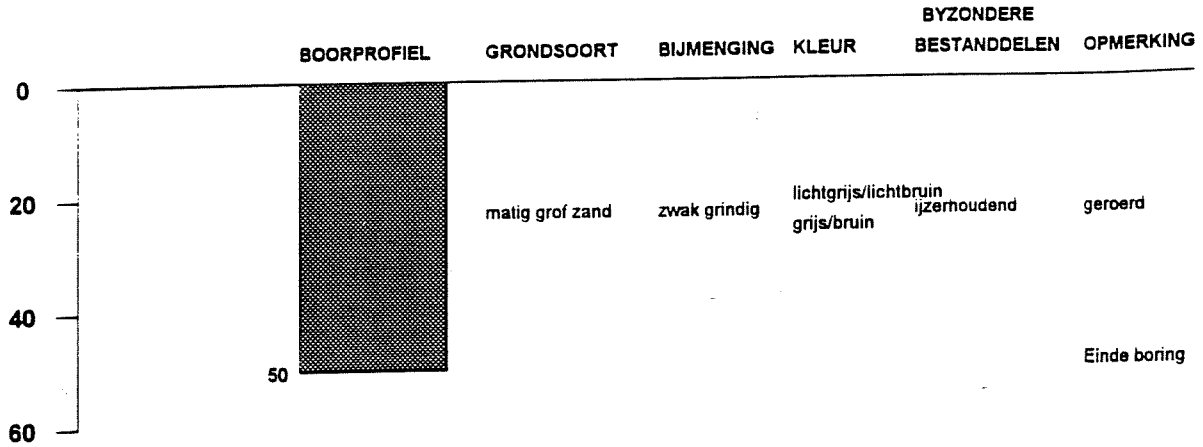 BYZONDERE
BOORPROFIEL GRONDSOORT BIJMENGING KLEUR BESTANDDELEN OPMERKING
0
20 matig grof zand zwak grindig lichtgrijs/lichtbruin ijzerhoudend geroerd
grijs/bruin
40
Einde boring
50
60